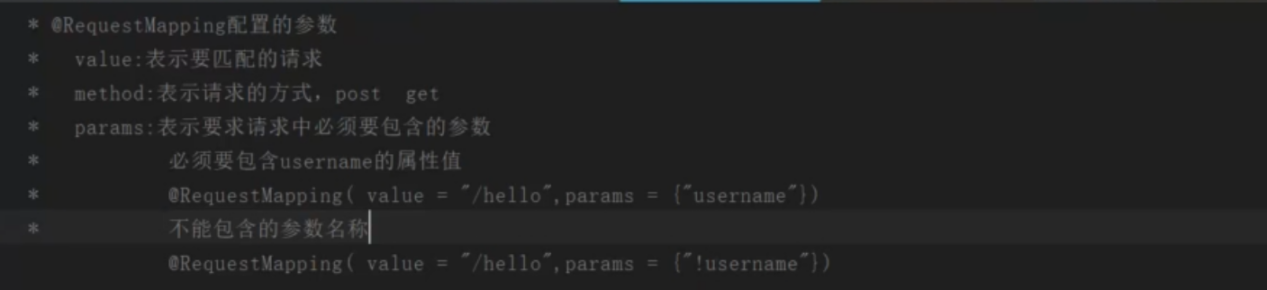 * @RequestMapping配置的参数
* value:表示要匹配的请求
* method:表示请求的方式，post get
* params:表示要求请求中必须要包含的参数
* 必须要包含username的属性值
* @RequestMapping( value = "/hello",params = {"username"})
* 不能包含的参数名称
@RequestMapping( value = "/hello",params = {"!username"})